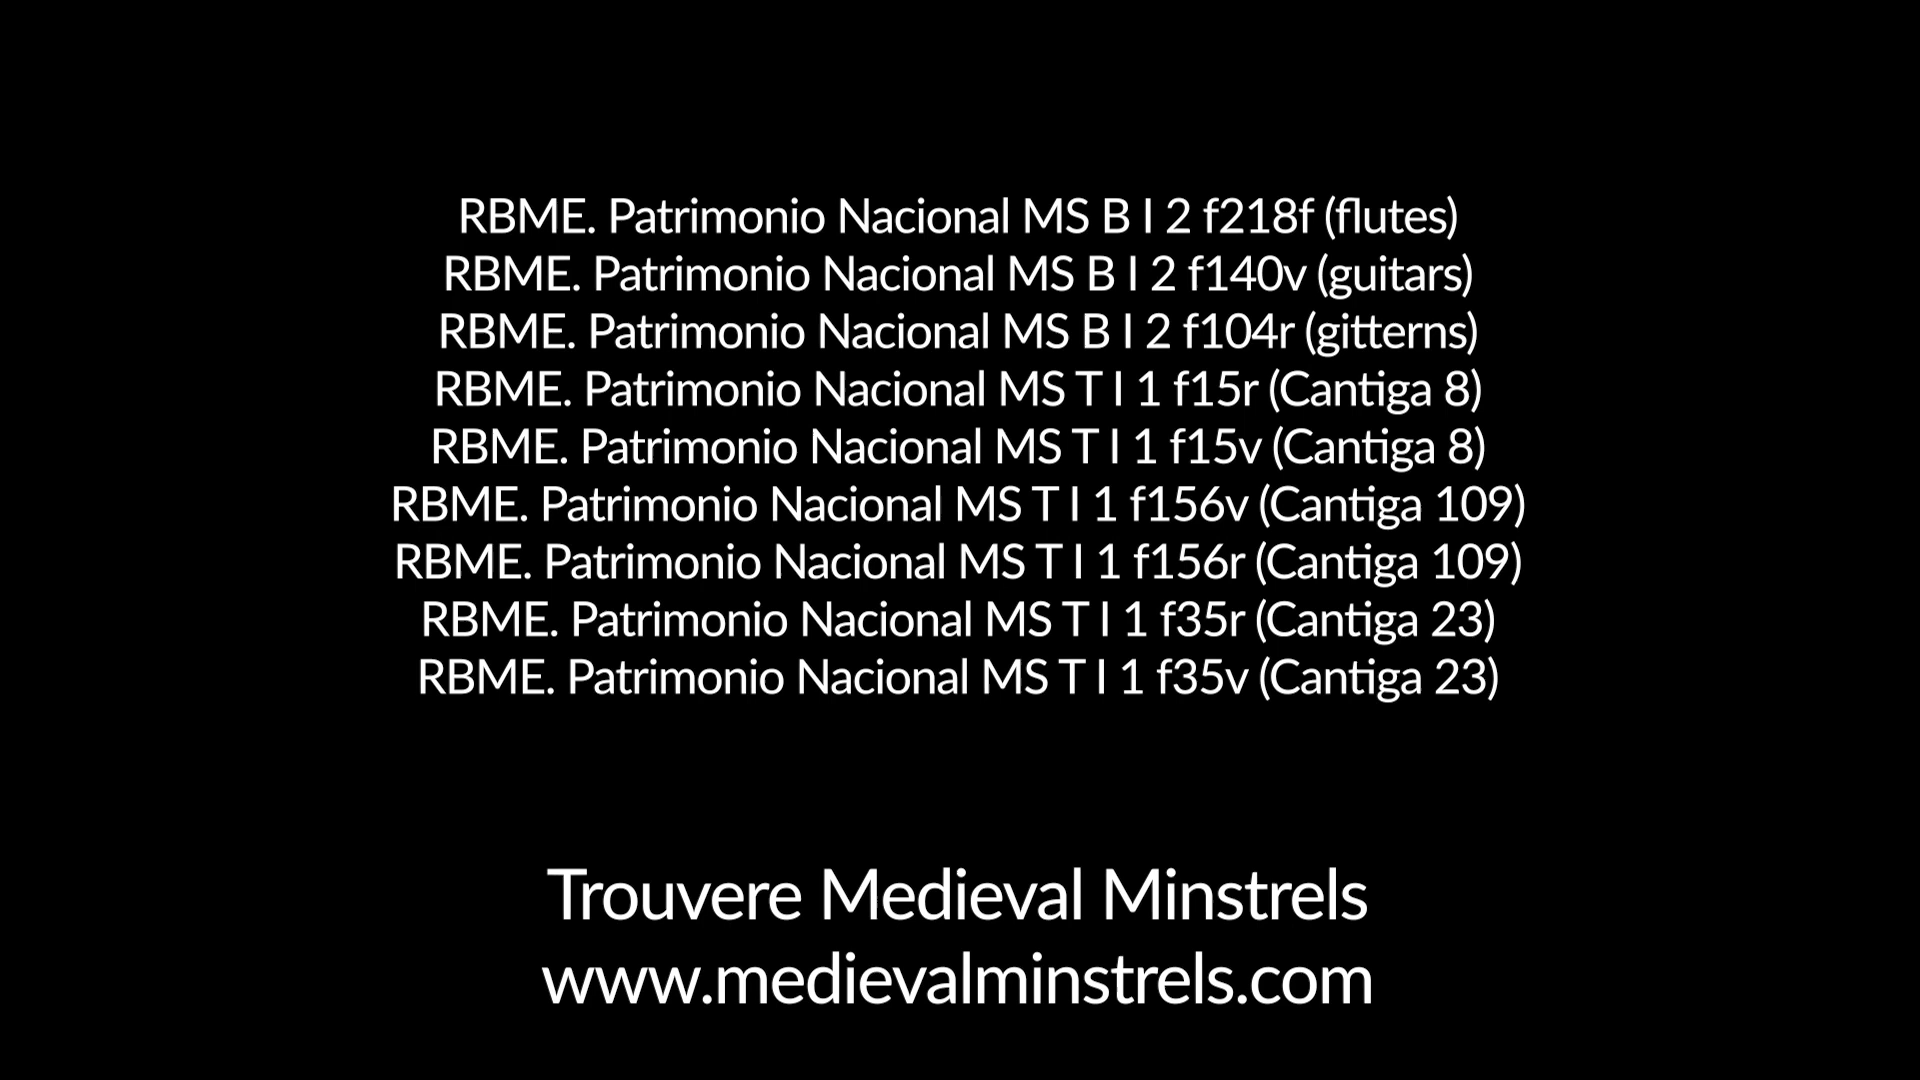 RBME. Patrimonio Nacional MS B I 2 f218f (flutes)
RBME. Patrimonio Nacional MS B I 2 f140v (guitars)
RBME. Patrimonio Nacional MS B I 2 f104r (gitterns)
RBME. Patrimonio Nacional MS T I 1 f15r (Cantiga 8)
RBME. Patrimonio Nacional MS T I 1 f15v (Cantiga 8)
RBME. Patrimonio Nacional MS T I 1 f156v (Cantiga 109)
RBME. Patrimonio Nacional MS T I 1 f156r (Cantiga 109)
RBME. Patrimonio Nacional MS T I 1 f35r (Cantiga 23)
RBME. Patrimonio Nacional MS T I 1 f35v (Cantiga 23)
Trouvere Medieval Minstrels
www.medievalminstrels.com